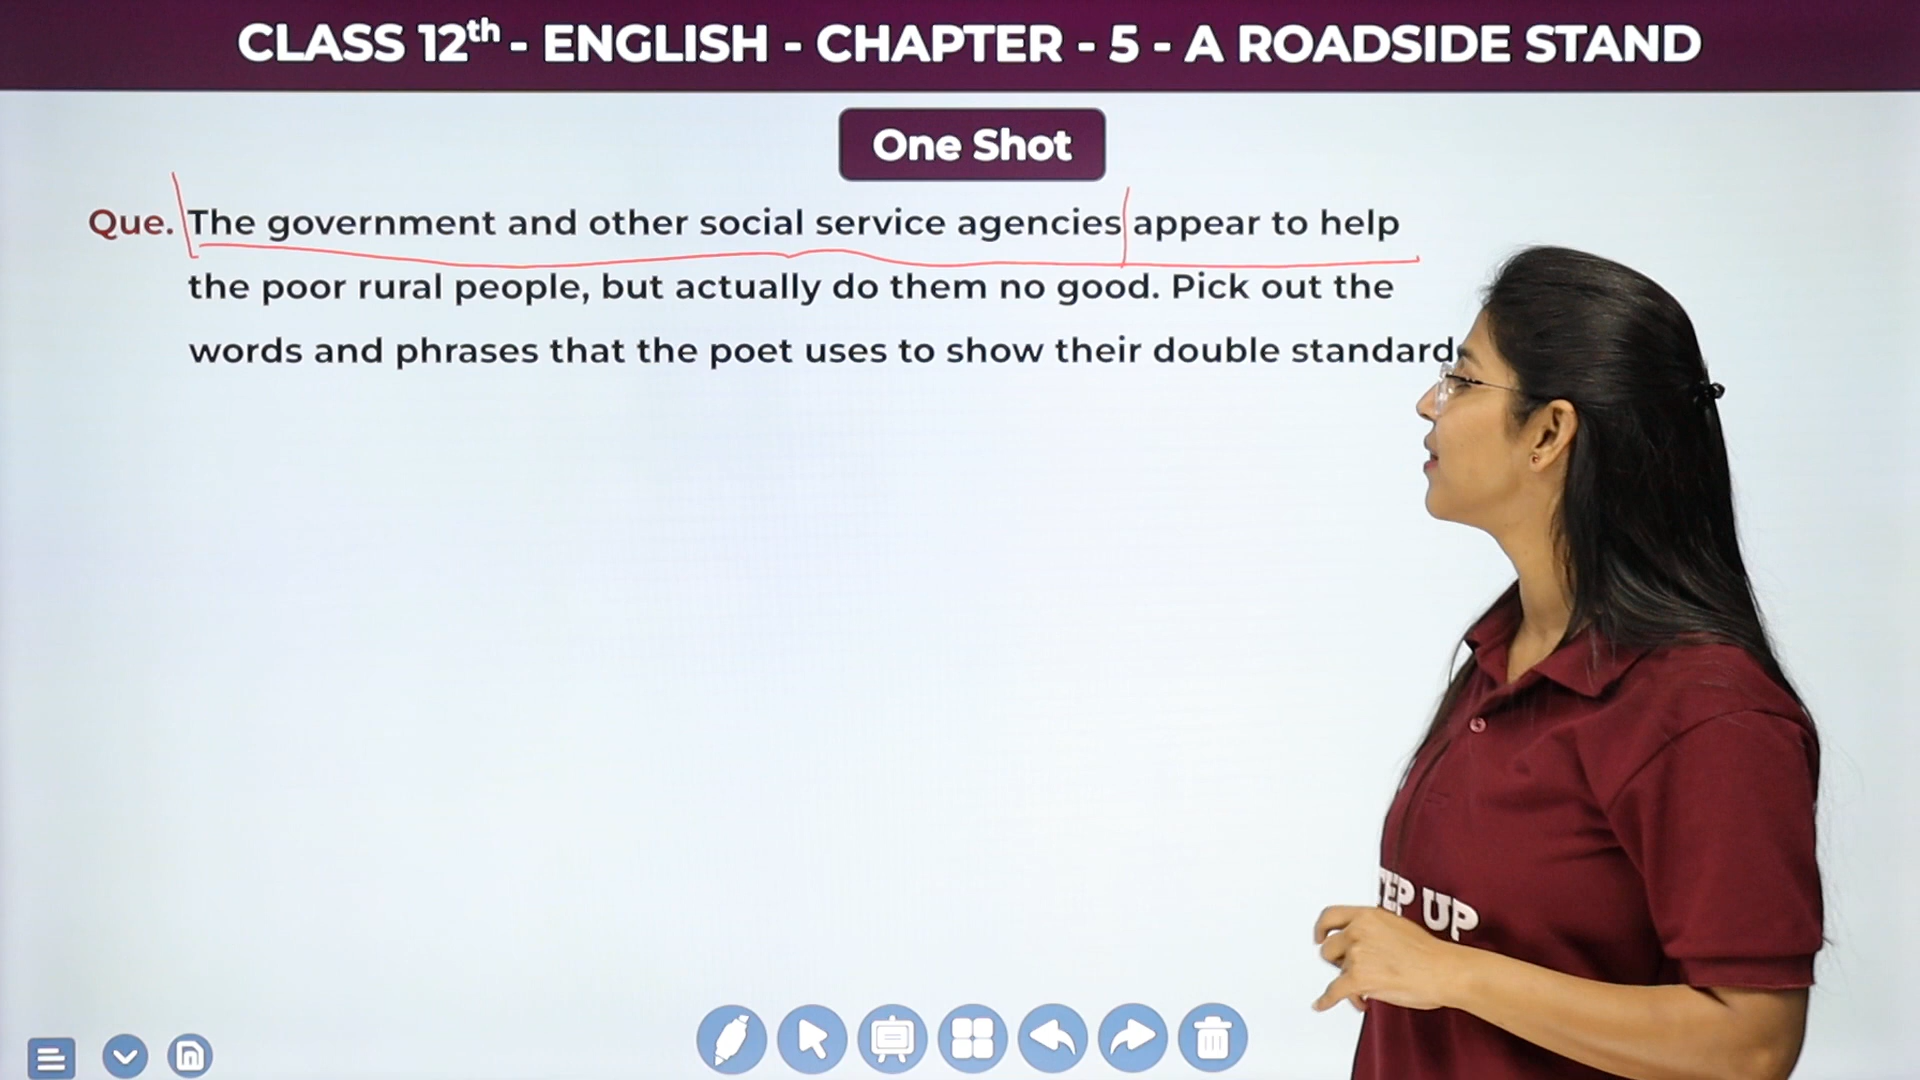 CLASS 12th - ENGLISH - CHAPTER - 5 - A ROADSIDE STAND
One Shot
Que. The government and other social service agencies appear to help
the poor rural people, but actually do them no good. Pick out the
words and phrases that the poet uses to show their double standard
TEP UP